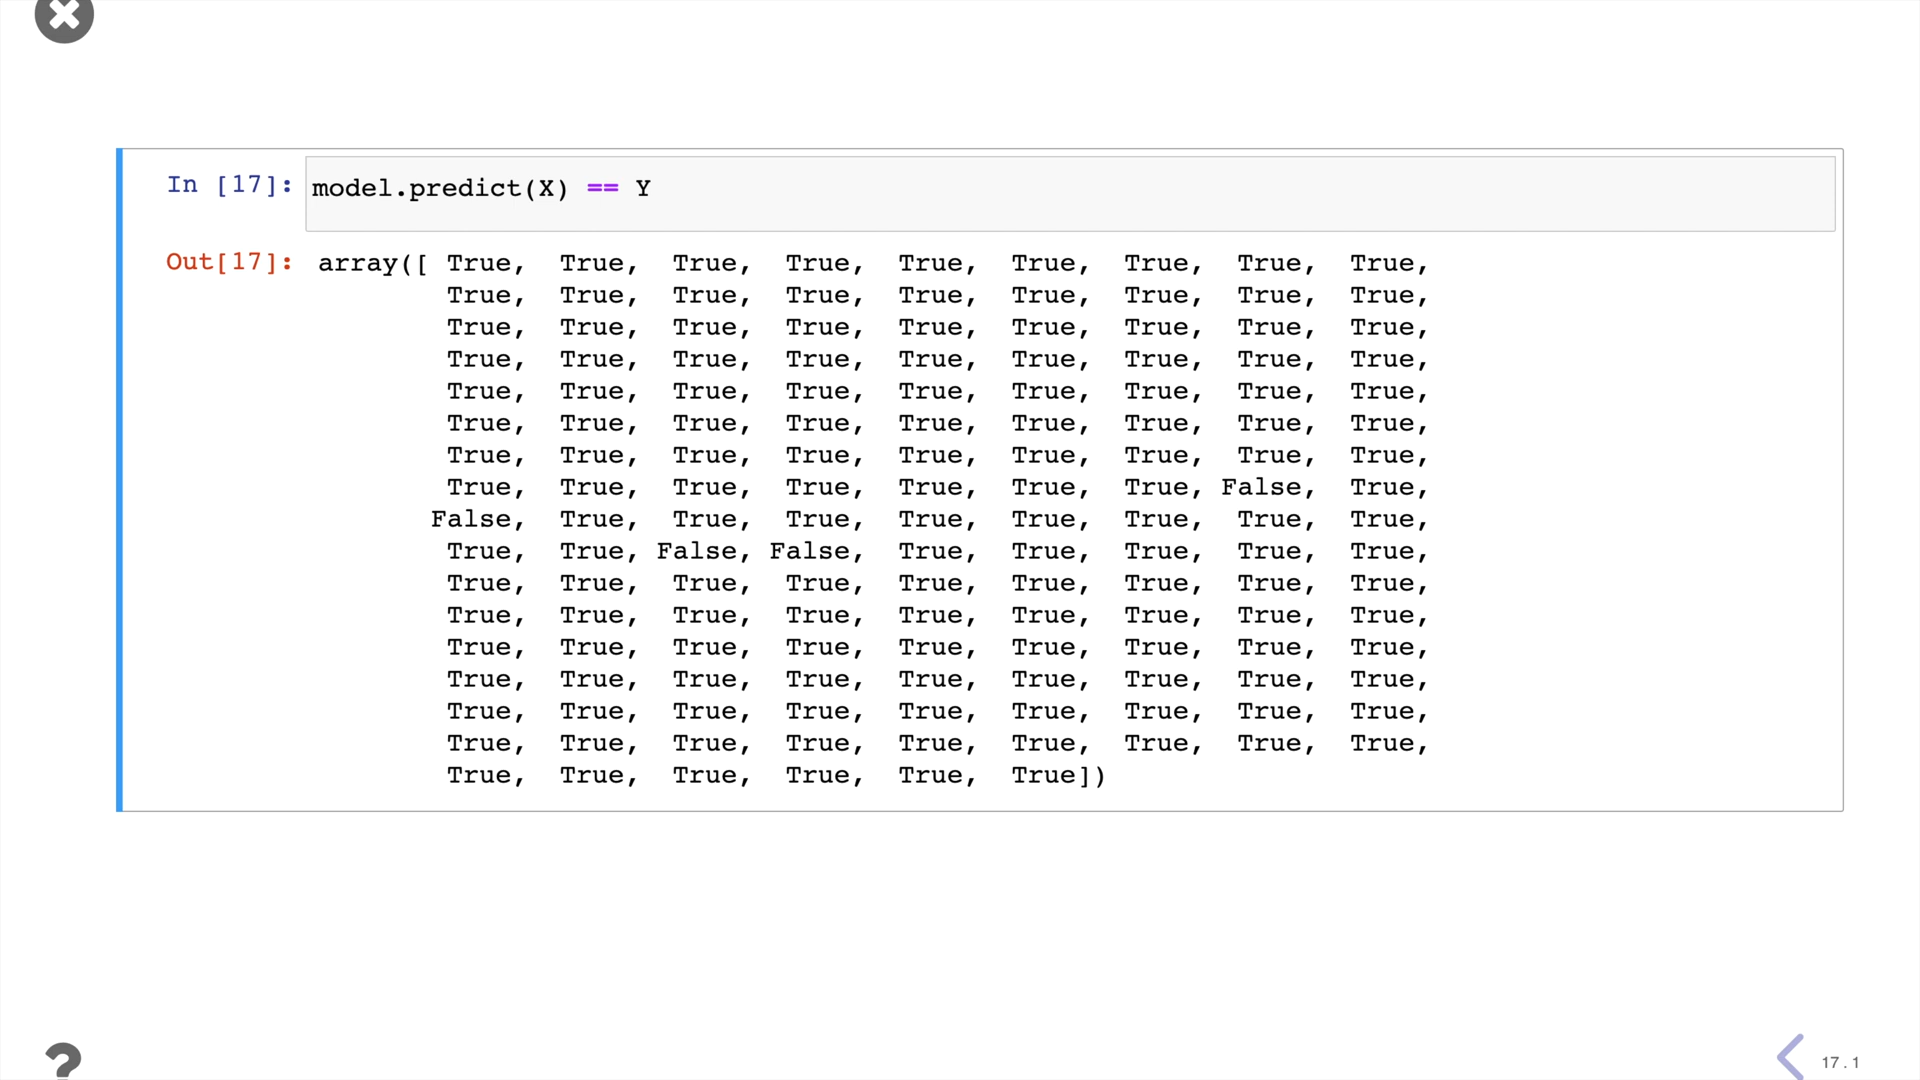 In [17]: model.predict(X) == Y
Out[17]: array([ True, True, True, True, True, True, True, True, True,
True, True, True, True, True, True, True, True, True,
True, True, True, True, True, True, True, True, True,
True, True, True, True, True, True, True, True, True,
True, True, True, True, True, True, True, True, True,
True, True, True, True, True, True, True, True, True,
True, True, True, True, True, True, True, True, True,
True, True, True, True, True, True, True, False, True,
False, True, True, True, True, True, True, True, True,
True, True, False, False, True, True, True, True, True,
True, True, True, True, True, True, True, True, True,
True, True, True, True, True, True, True, True, True,
True, True, True, True, True, True, True, True, True,
True, True, True, True, True, True, True, True, True,
True, True, True, True, True, True, True, True, True,
True, True, True, True, True, True, True, True, True,
True, True, True, True, True, True])
?
17.1